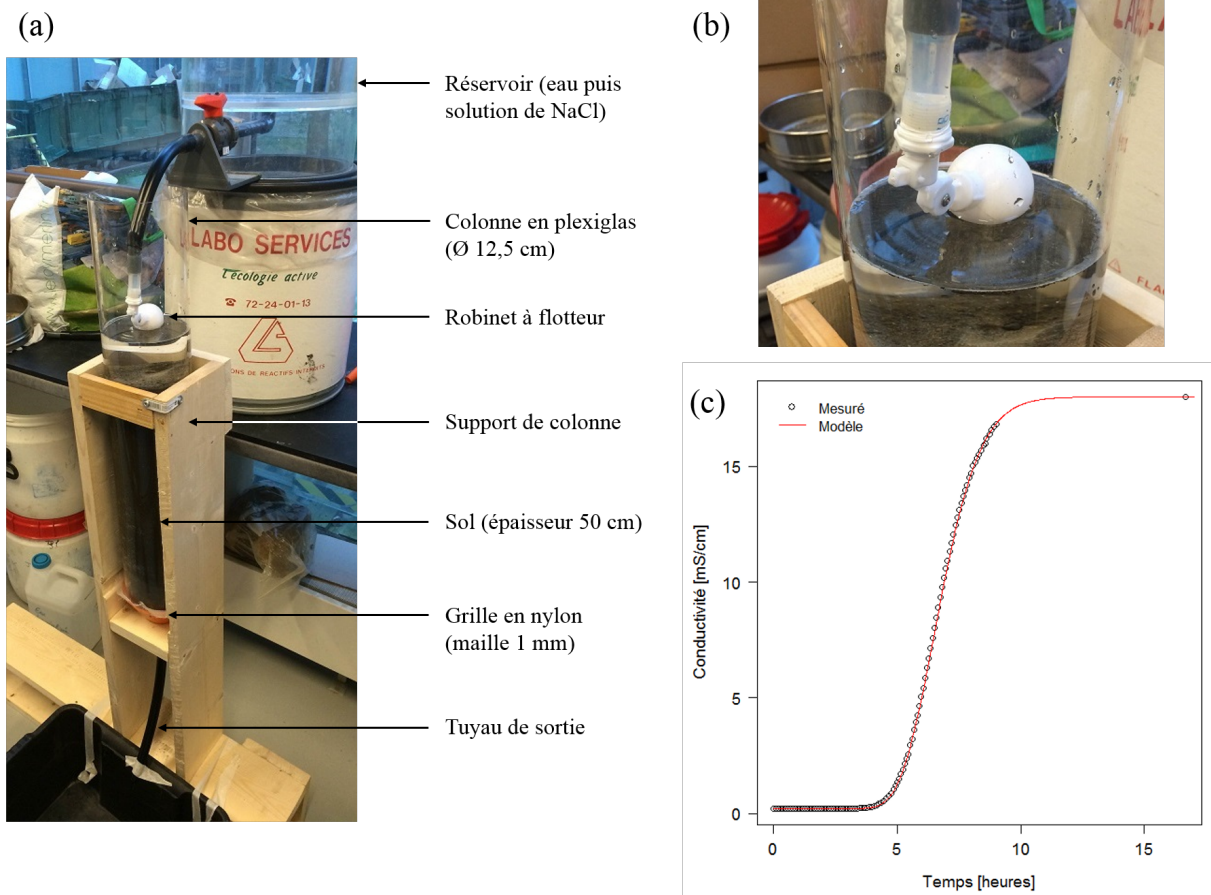 (a)
Réservoir (eau puis
solution de NaCl)
Colonne en plexiglas
(Ø 12,5 cm)
Robinet à flotteur
Support de colonne
Sol (épaisseur 50 cm)
Grille en nylon
(maille 1 mm)
Tuyau de sortie
LABO SERVICES
l'écologie active
☎ 72-24-01-13
(b)
(c)
Mesuré
Modèle
Conductivité [mS/cm]
15
10
5
0
0
5
10
15
Temps [heures]